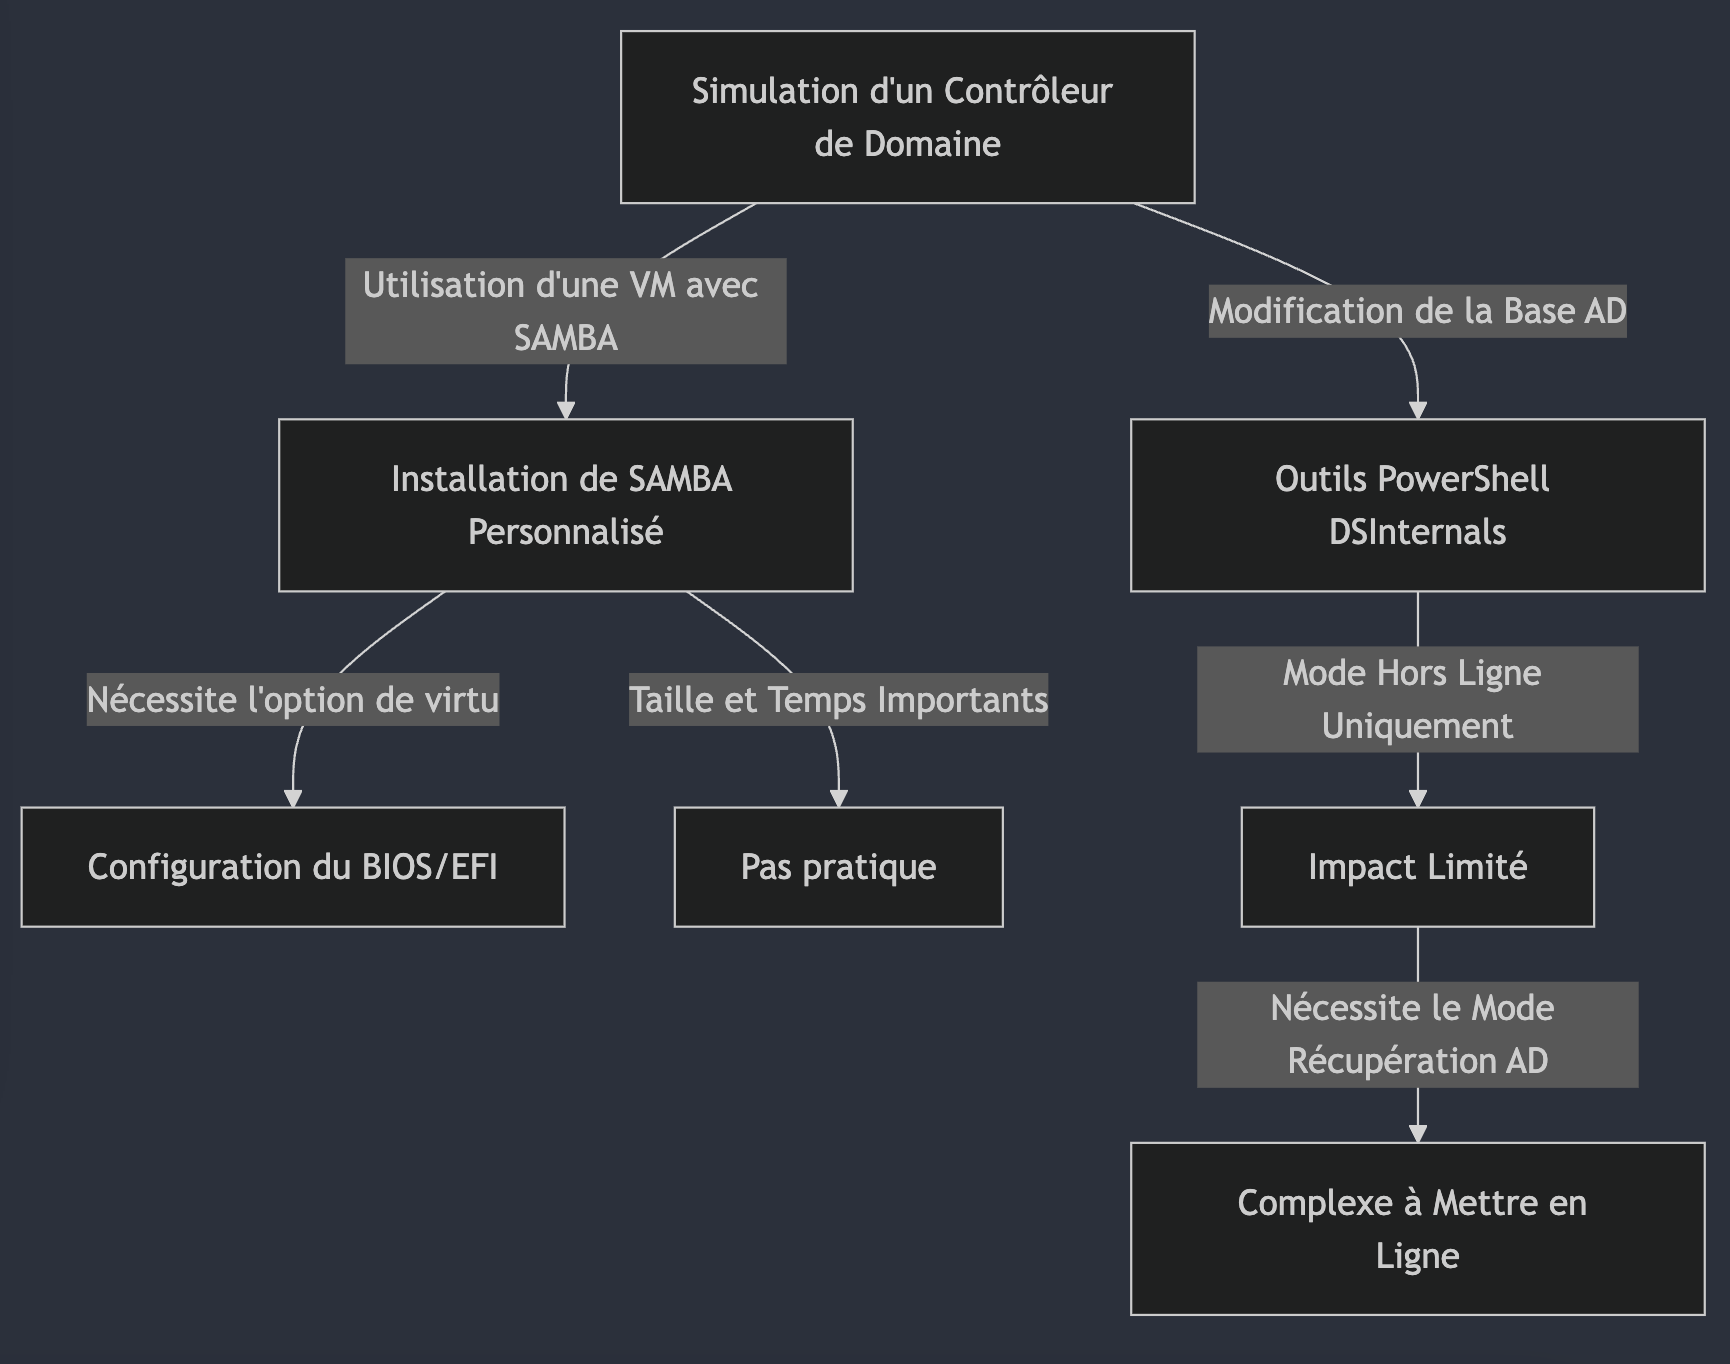 Simulation d'un Contrôleur
de Domaine
Utilisation d'une VM avec
SAMBA
Modification de la Base AD
Installation de SAMBA
Personnalisé
Outils PowerShell
DSInternals
Nécessite l'option de virtu
Taille et Temps Importants
Mode Hors Ligne
Uniquement
Configuration du BIOS/EFI
Pas pratique
Impact Limité
Nécessite le Mode
Récupération AD
Complexe à Mettre en
Ligne